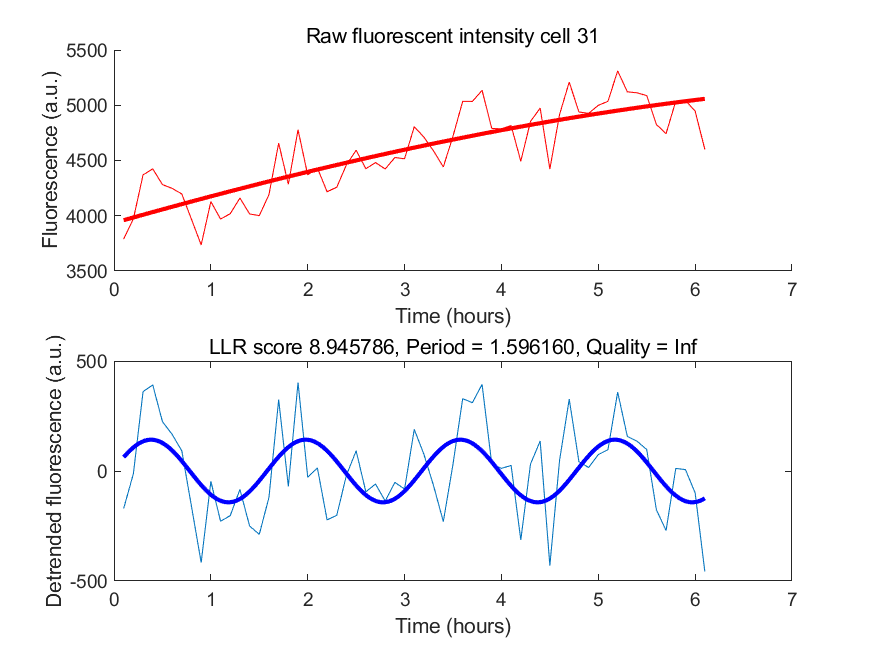 Raw fluorescent intensity cell 31
5500
5000
4500
4000
3500
Fluorescence (a.u.)
0 1 2 3 4 5 6 7
Time (hours)
LLR score 8.945786, Period = 1.596160, Quality = Inf
500
0
-500
Detrended fluorescence (a.u.)
0 1 2 3 4 5 6 7
Time (hours)